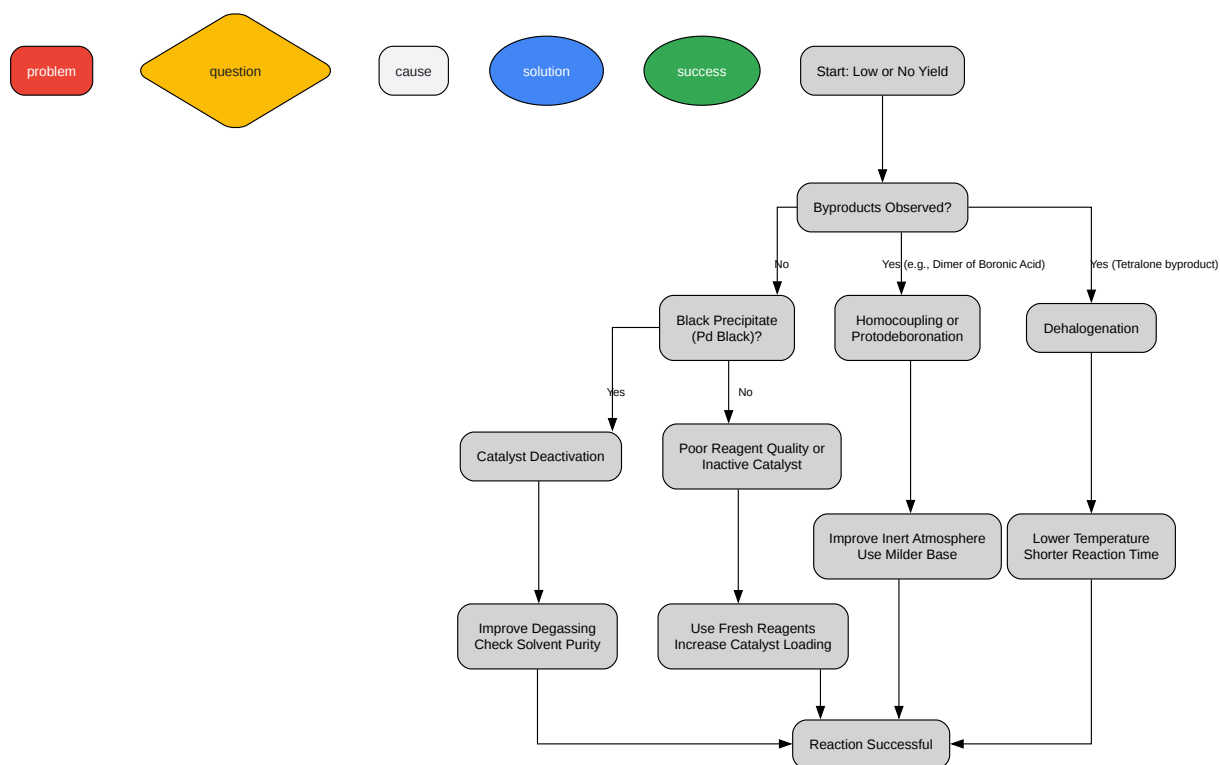 problem
question
cause
solution
success
Start: Low or No Yield
Byproducts Observed?
No
Yes (e.g., Dimer of Boronic Acid)
Yes (Tetralone byproduct)
Black Precipitate
(Pd Black)?
Homocoupling or
Protodeboronation
Dehalogenation
Yes
No
Catalyst Deactivation
Poor Reagent Quality or
Inactive Catalyst
Improve Inert Atmosphere
Use Milder Base
Lower Temperature
Shorter Reaction Time
Improve Degassing
Check Solvent Purity
Use Fresh Reagents
Increase Catalyst Loading
Reaction Successful